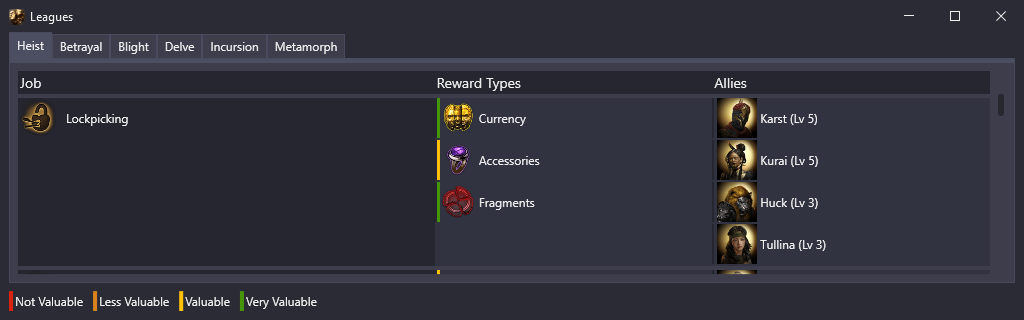 Leagues
Heist Betrayal Blight Delve Incursion Metamorph
Job Reward Types Allies
Lockpicking Currency Karst (Lv 5)
Accessories Kurai (Lv 5)
Fragments Huck (Lv 3)
Tullina (Lv 3)
Not Valuable Less Valuable Valuable Very Valuable